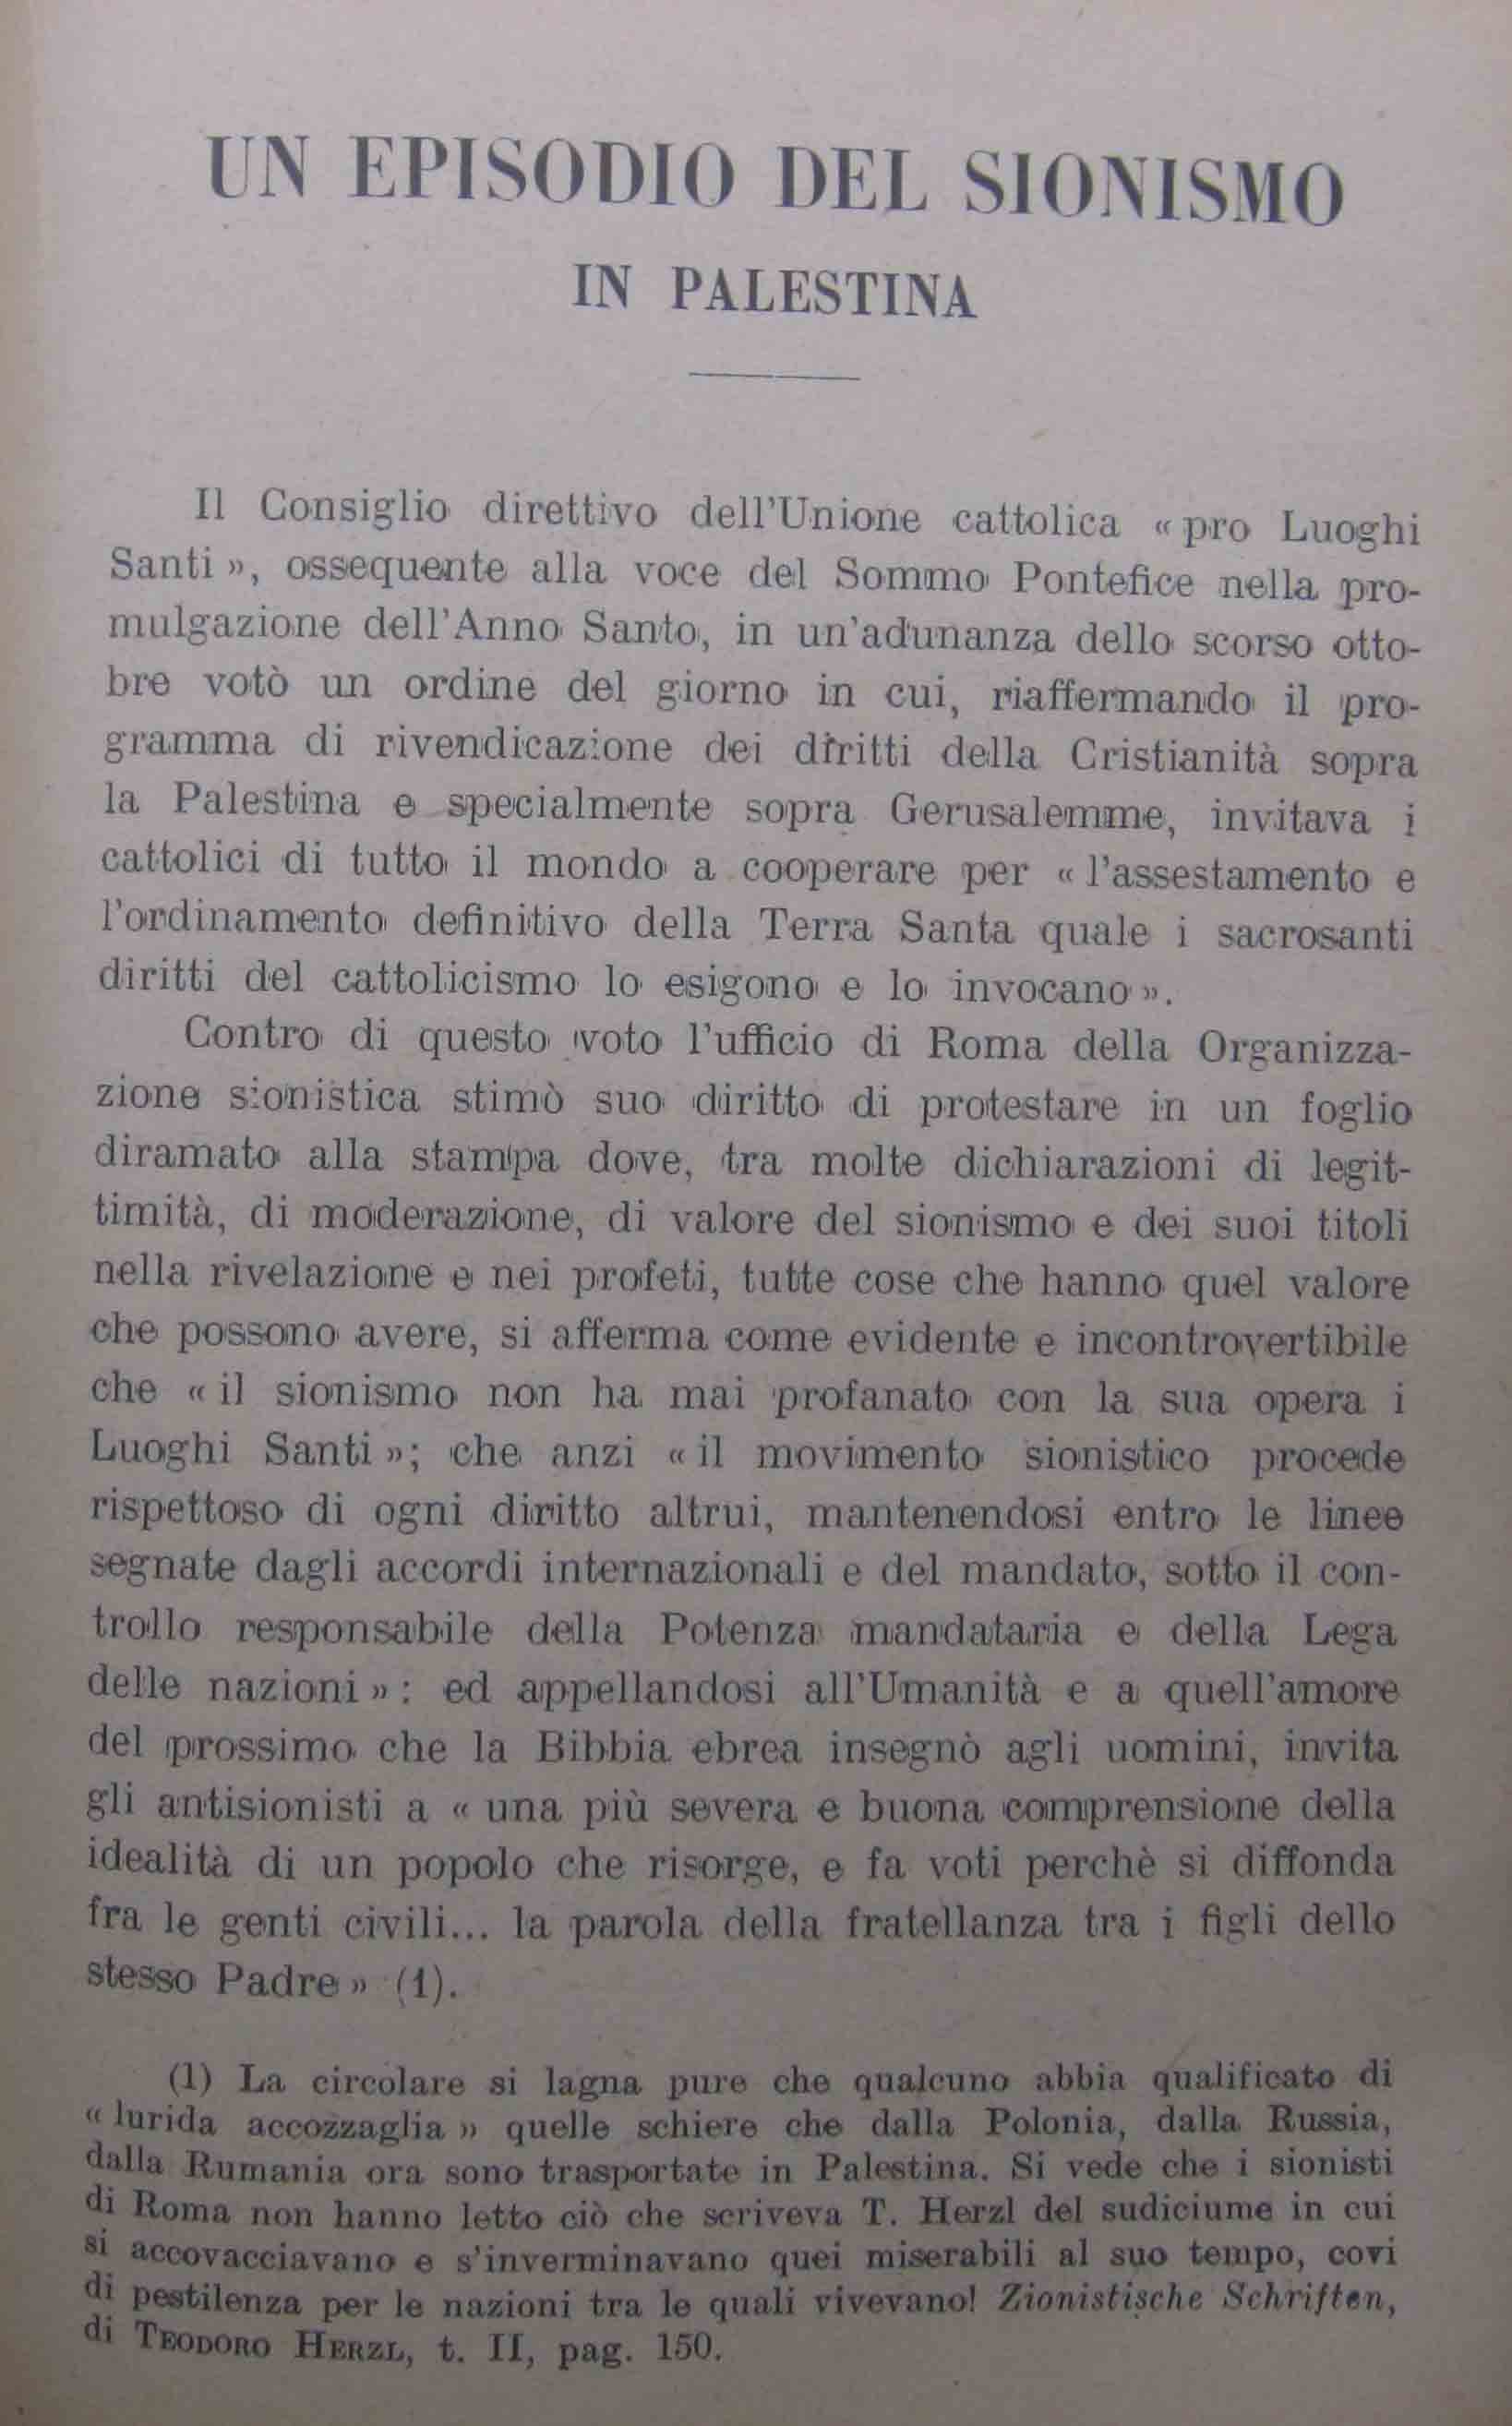 UN EPISODIO DEL SIONISMO
IN PALESTINA
Il Consiglio direttivo dell'Unione cattolica « pro Luoghi
Santi », ossequente alla voce del Sommo Pontefice nella pro-
mulgazione dell'Anno Santo, in un'adunanza dello scorso otto-
bre votò un ordine del giorno in cui, riaffermando il pro-
gramma di rivendicazione dei diritti della Cristianità sopra
la Palestina e specialmente sopra Gerusalemme, invitava i
cattolici di tutto il mondo a cooperare per « l'assestamento e
l'ordinamento definitivo della Terra Santa quale i sacrosanti
diritti del cattolicismo lo esigono e lo invocano ».
Contro di questo voto l'ufficio di Roma della Organizza-
zione sionistica stimò suo diritto di protestare in un foglio
diramato alla stampa dove, tra molte dichiarazioni di legit-
timità, di moderazione, di valore del sionismo e dei suoi titoli
nella rivelazione e nei profeti, tutte cose che hanno quel valore
che possono avere, si afferma come evidente e incontrovertibile
che « il sionismo non ha mai profanato con la sua opera i
Luoghi Santi »; che anzi « il movimento sionistico procede
rispettoso di ogni diritto altrui, mantenendosi entro le linee
segnate dagli accordi internazionali e del mandato, sotto il con-
trollo responsabile della Potenza mandataria e della Lega
delle nazioni » : ed appellandosi all'Umanità e a quell'amore
del prossimo che la Bibbia ebrea insegnò agli uomini, invita
gli antisionisti a « una più severa e buona comprensione della
idealità di un popolo che risorge, e fa voti perchè si diffonda
fra le genti civili... la parola della fratellanza tra i figli dello
stesso Padre » (1).
(1) La circolare si lagna pure che qualcuno abbia qualificato di
« lurida accozzaglia » quelle schiere che dalla Polonia, dalla Russia,
dalla Rumania ora sono trasportate in Palestina. Si vede che i sionisti
di Roma non hanno letto ciò che scriveva T. Herzl del sudiciume in cui
si accovacciavano e s'inverminavano quei miserabili al suo tempo, covi
di pestilenza per le nazioni tra le quali vivevano! Zionistische Schriften,
di TEODORO HERZL, t. II, pag. 150.